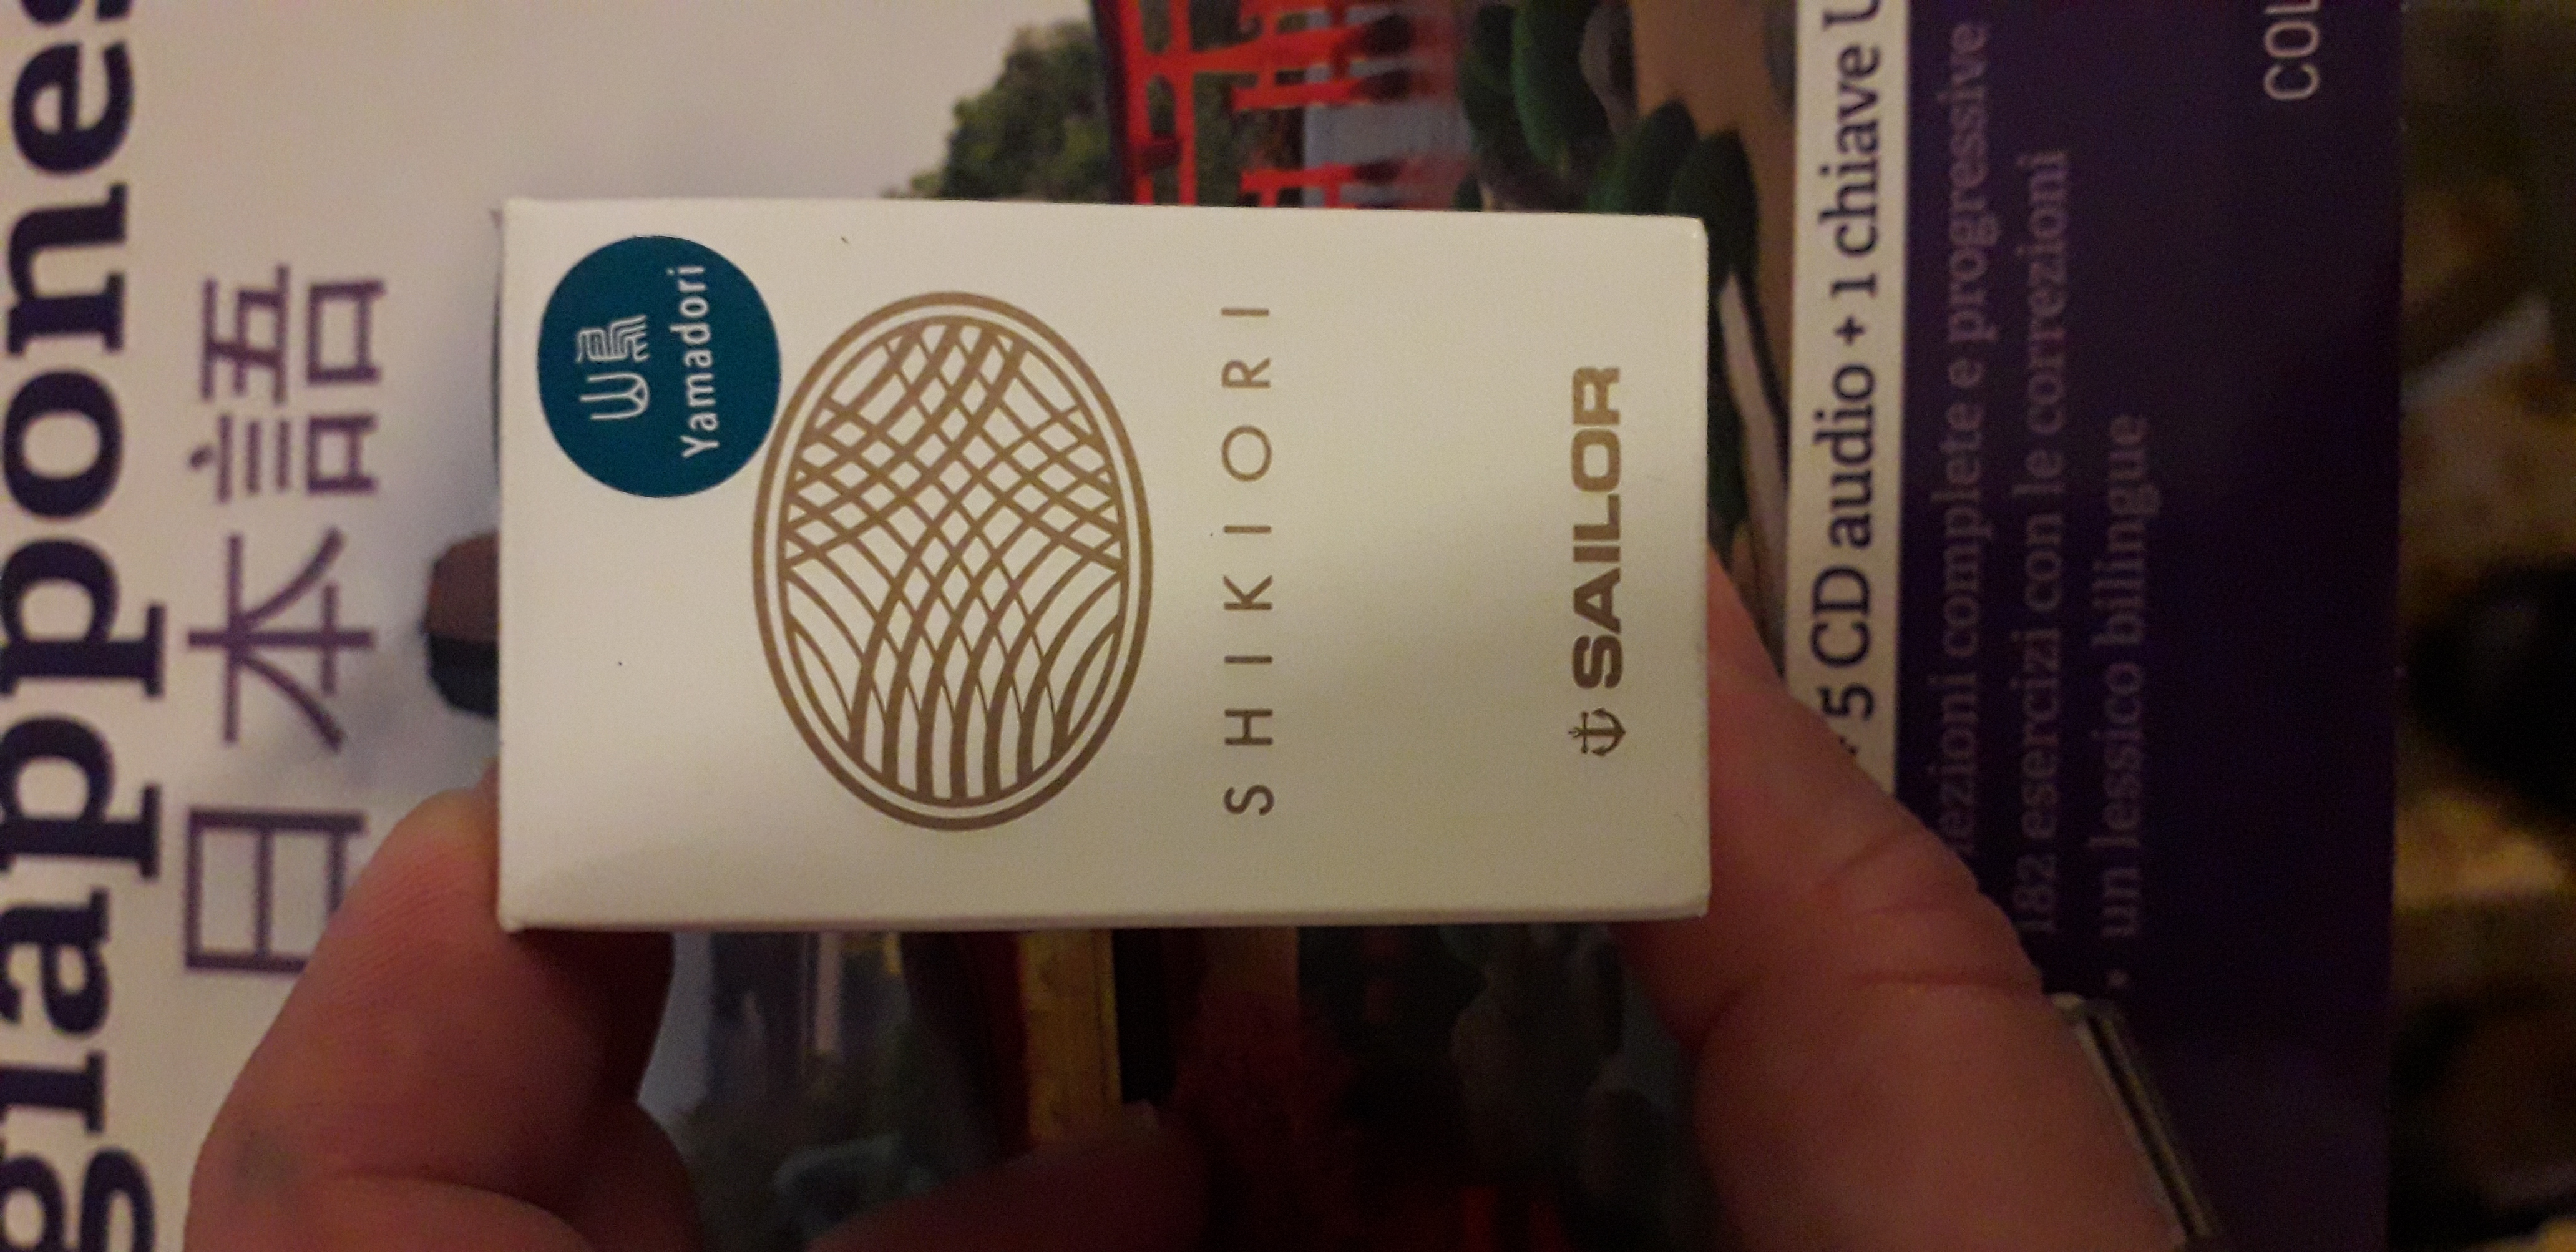 giappones
日本語
山鳥
Yamadori
SHIKIORI
SAILOR
5 CD audio + 1 chiave U
lezioni complete e progressive
182 esercizi con le correzioni
• un lessico bilingue
COL